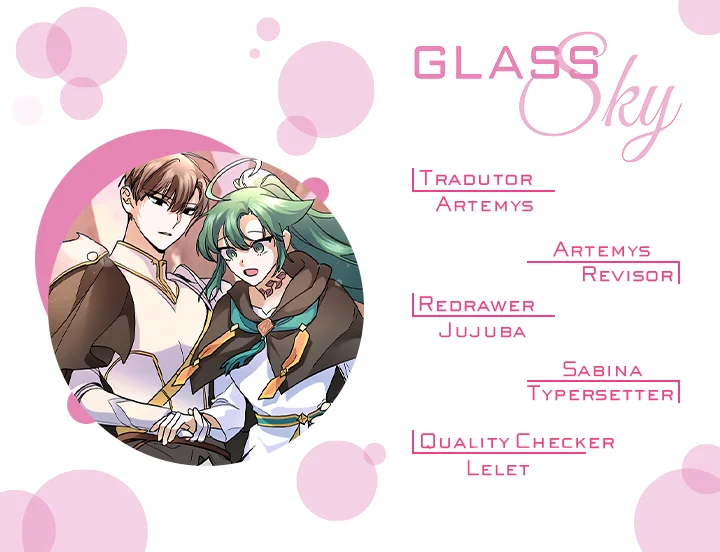 GLASS
Sky
TRADUTOR
ARTEMYS
ARTEMYS
REVISOR
REDRAWER
JUJUBA
SABINA
TYPERSETTER
QUALITY CHECKER
LELET